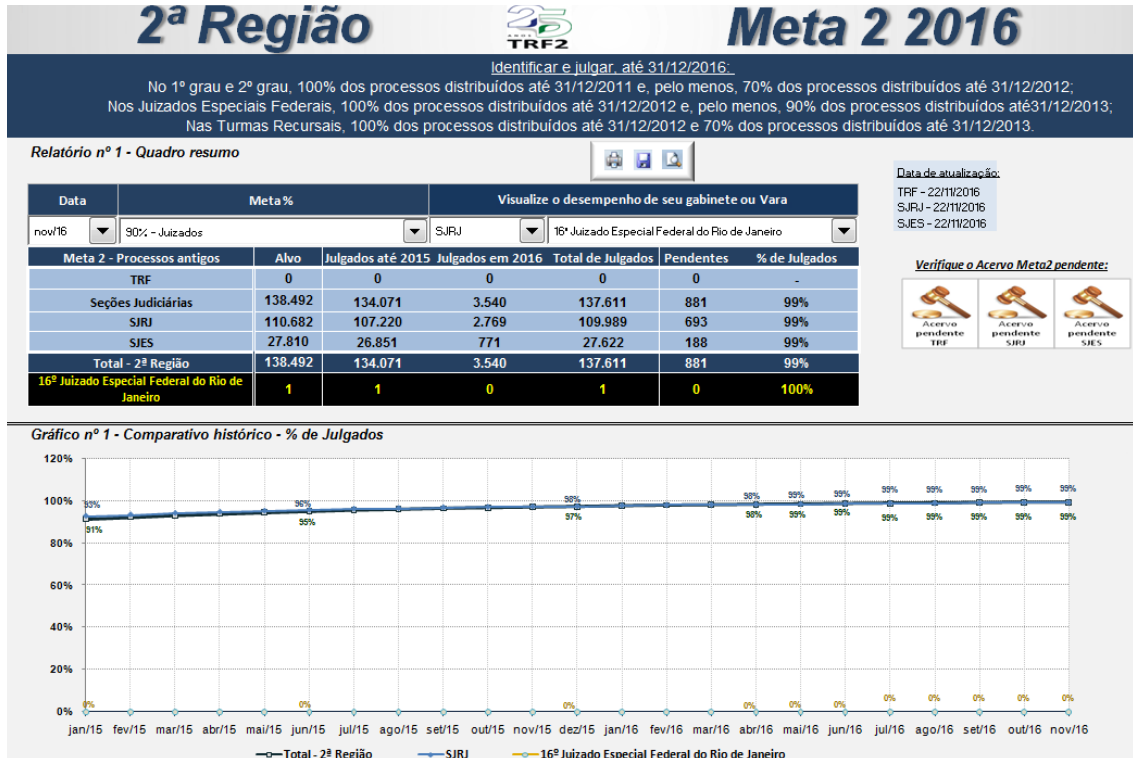 2ª Região
25
ANOS
TRF2
Meta 2 2016
Identificar e julgar, até 31/12/2016:
No 1º grau e 2º grau, 100% dos processos distribuídos até 31/12/2011 e, pelo menos, 70% dos processos distribuídos até 31/12/2012;
Nos Juizados Especiais Federais, 100% dos processos distribuídos até 31/12/2012 e, pelo menos, 90% dos processos distribuídos até31/12/2013;
Nas Turmas Recursais, 100% dos processos distribuídos até 31/12/2012 e 70% dos processos distribuídos até 31/12/2013.
Relatório nº 1 - Quadro resumo
Data de atualização:
TRF - 22/11/2016
SJRJ - 22/11/2016
SJES - 22/11/2016
Data Meta% Visualize o desempenho de seu gabinete ou Vara
nov/16 90% - Juizados SJRJ 16º Juizado Especial Federal do Rio de Janeiro
Meta 2 - Processos antigos Alvo Julgados até 2015 Julgados em 2016 Total de Julgados Pendentes % de Julgados
TRF 0 0 0 0 0 -
Seções Judiciárias 138.492 134.071 3.540 137.611 881 99%
SJRJ 110.682 107.220 2.769 109.989 693 99%
SJES 27.810 26.851 771 27.622 188 99%
Total - 2ª Região 138.492 134.071 3.540 137.611 881 99%
16º Juizado Especial Federal do Rio de Janeiro 1 1 0 1 0 100%
Verifique o Acervo Meta2 pendente:
Acervo pendente TRF
Acervo pendente SJRJ
Acervo pendente SJES
Gráfico nº 1 - Comparativo histórico - % de Julgados
120%
100%
80%
60%
40%
20%
0%
93% 96% 98% 98% 99% 99% 99% 99% 99% 99% 99%
91% 95% 97% 98% 99% 99% 99% 99% 99% 99% 99%
0% 0% 0% 0% 0% 0% 0% 0% 0% 0% 0%
jan/15 fev/15 mar/15 abr/15 mai/15 jun/15 jul/15 ago/15 set/15 out/15 nov/15 dez/15 jan/16 fev/16 mar/16 abr/16 mai/16 jun/16 jul/16 ago/16 set/16 out/16 nov/16
Total - 2ª Região SJRJ 16º Juizado Especial Federal do Rio de Janeiro